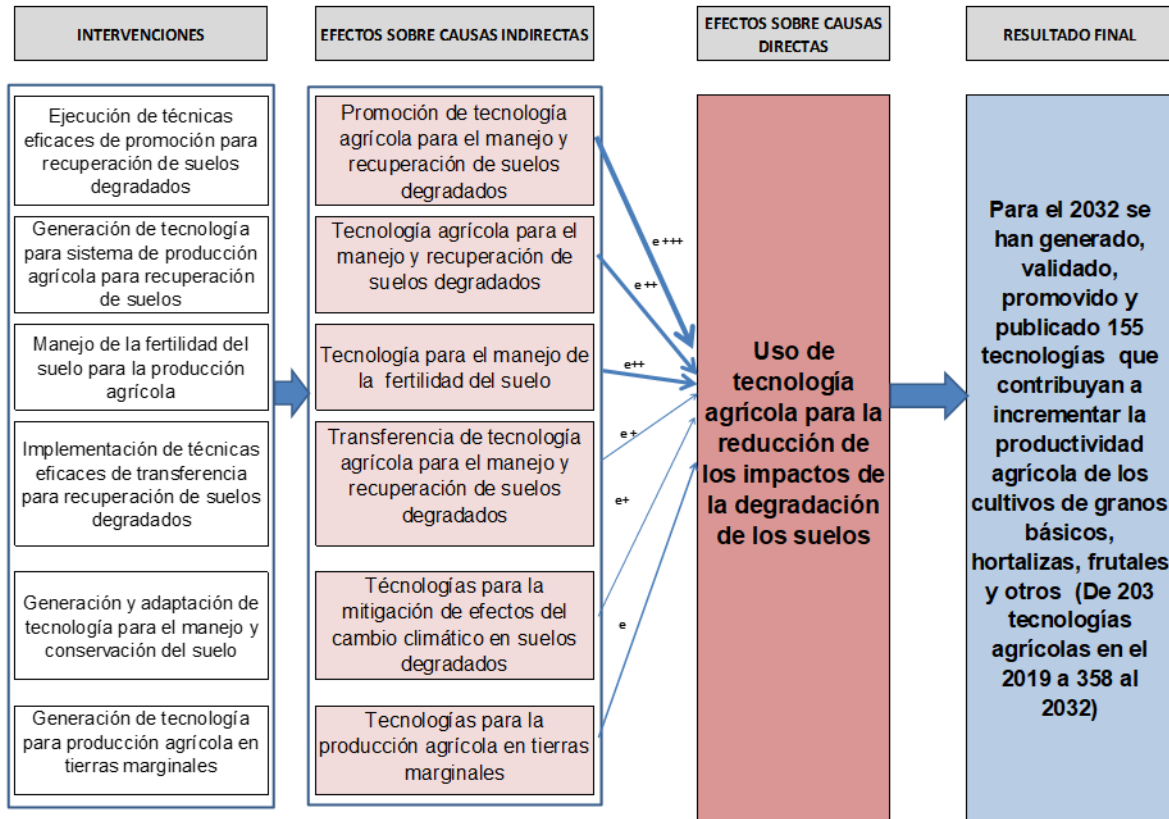 INTERVENCIONES
EFECTOS SOBRE CAUSAS INDIRECTAS
EFECTOS SOBRE CAUSAS
DIRECTAS
RESULTADO FINAL
Ejecución de técnicas
eficaces de promoción para
recuperación de suelos
degradados
Generación de tecnología
para sistema de producción
agrícola para recuperación
de suelos
Manejo de la fertilidad del
suelo para la producción
agrícola
Implementación de técnicas
eficaces de transferencia
para recuperación de suelos
degradados
Generación y adaptación de
tecnología para el manejo y
conservación del suelo
Generación de tecnología
para producción agrícola en
tierras marginales
Promoción de tecnología
agrícola para el manejo y
recuperación de suelos
degradados
Tecnología agrícola para el
manejo y recuperación de
suelos degradados
Tecnología para el manejo de
la fertilidad del suelo
Transferencia de tecnología
agrícola para el manejo y
recuperación de suelos
degradados
Técnologías para la
mitigación de efectos del
cambio climático en suelos
degradados
Tecnologías para la
producción agrícola en tierras
marginales
e +++
e ++
e++
e +
e+
e
Uso de
tecnología
agrícola para la
reducción de
los impactos de
la degradación
de los suelos
Para el 2032 se
han generado,
validado,
promovido y
publicado 155
tecnologías que
contribuyan a
incrementar la
productividad
agrícola de los
cultivos de granos
básicos,
hortalizas, frutales
y otros (De 203
tecnologías
agrícolas en el
2019 a 358 al
2032)